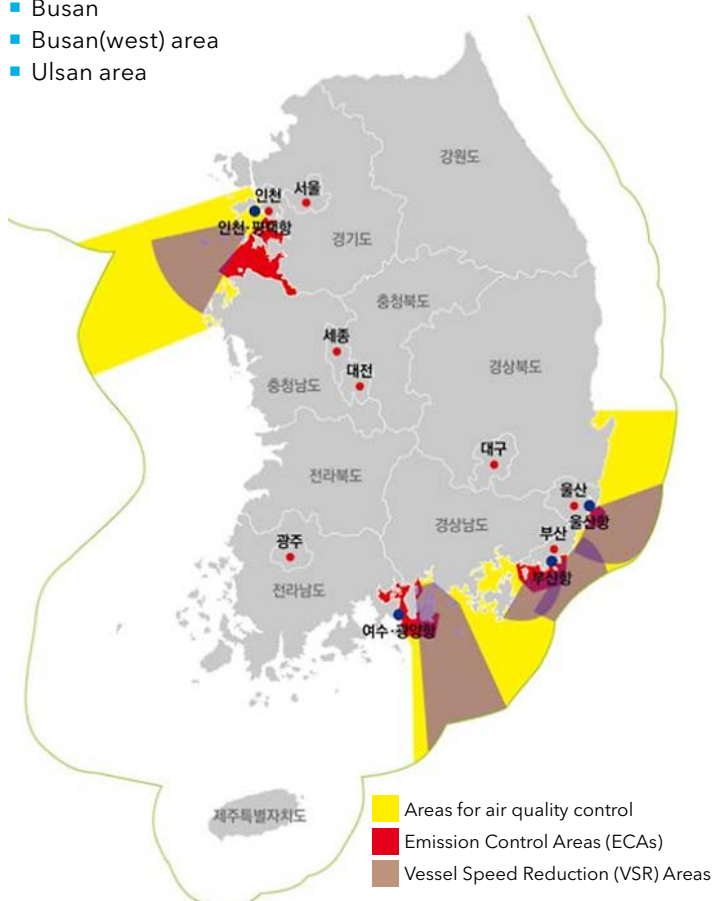 Busan
Busan(west) area
Ulsan area
강원도
인천
서울
인천·평택항
경기도
충청북도
세종
대전
충청남도
경상북도
대구
전라북도
울산
울산항
경상남도
부산
부산항
광주
전라남도
여수·광양항
제주특별자치도
Areas for air quality control
Emission Control Areas (ECAs)
Vessel Speed Reduction (VSR) Areas